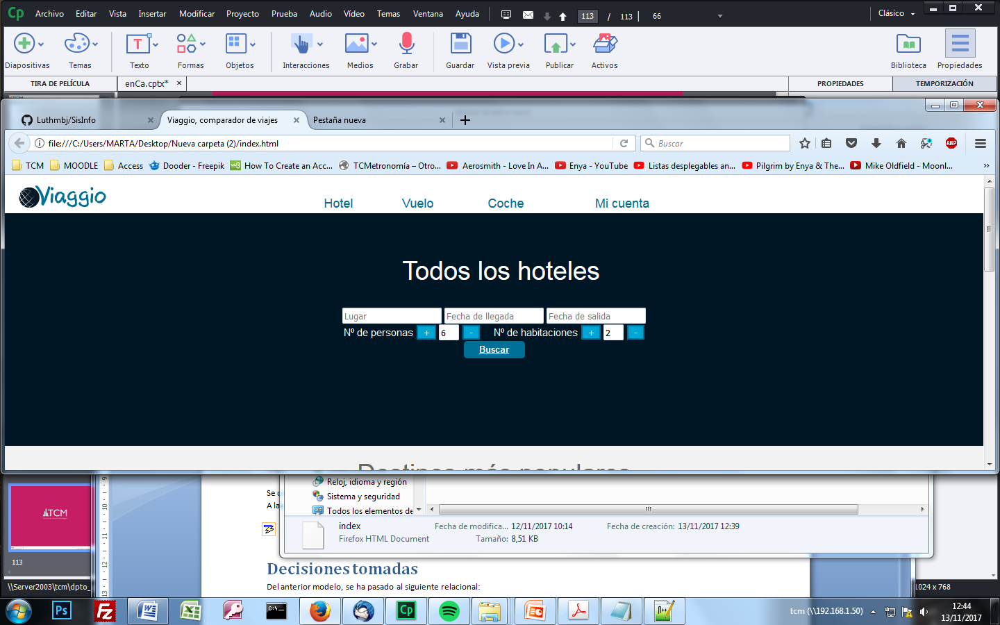 Cp Archivo Editar Vista Insertar Modificar Proyecto Prueba Audio Vídeo Temas Ventana Ayuda 113 / 113 66 Clásico
Diapositivas Temas Texto Formas Objetos Interacciones Medios Grabar Guardar Vista previa Publicar Activos Biblioteca Propiedades
TIRA DE PELÍCULA enCa.cptx* PROPIEDADES TEMPORIZACIÓN
Luthmbj/SisInfo Viaggio, comparador de viajes Pestaña nueva
file:///C:/Users/MARTA/Desktop/Nueva carpeta (2)/index.html Buscar ABP
TCM MOODLE Access Dooder - Freepik How To Create an Acc... TCMetronomía – Otro... Aerosmith - Love In A... Enya - YouTube Listas desplegables an... Pilgrim by Enya & The... Mike Oldfield - Moonl... »
Viaggio Hotel Vuelo Coche Mi cuenta
Todos los hoteles
Lugar Fecha de llegada Fecha de salida
Nº de personas + 6 - Nº de habitaciones + 2 -
Buscar
Destinos más populares
Reloj, idioma y región
Sistema y seguridad
Todos los elementos de
index Fecha de modifica... 12/11/2017 10:14 Fecha de creación: 13/11/2017 12:39
Firefox HTML Document Tamaño: 8,51 KB
Se
A la
TCM
113
Decisiones tomadas
Del anterior modelo, se ha pasado al siguiente relacional:
\\Server2003\tcm\dpto_ 1024 x 768
Ps Fz W X C:\ Cp N++
tcm (\\192.168.1.50) 12:44
13/11/2017